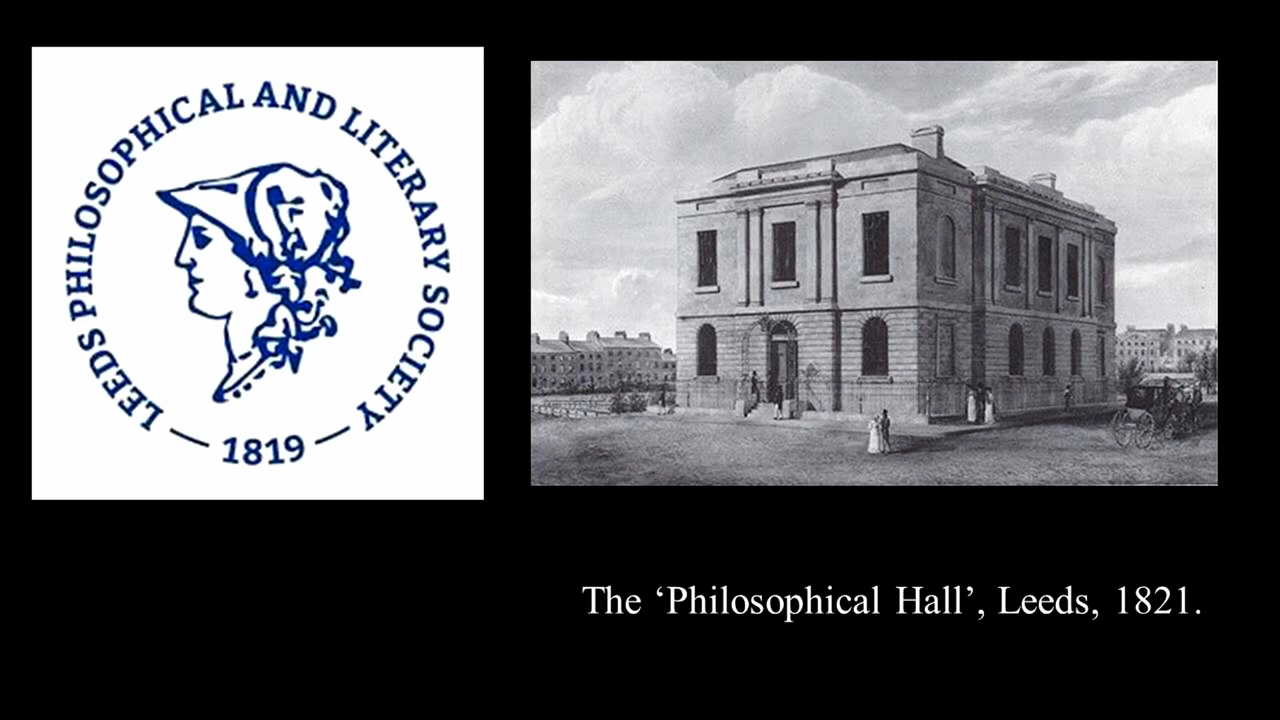 LEEDS PHILOSOPHICAL AND LITERARY SOCIETY
— 1819 —
The ‘Philosophical Hall’, Leeds, 1821.